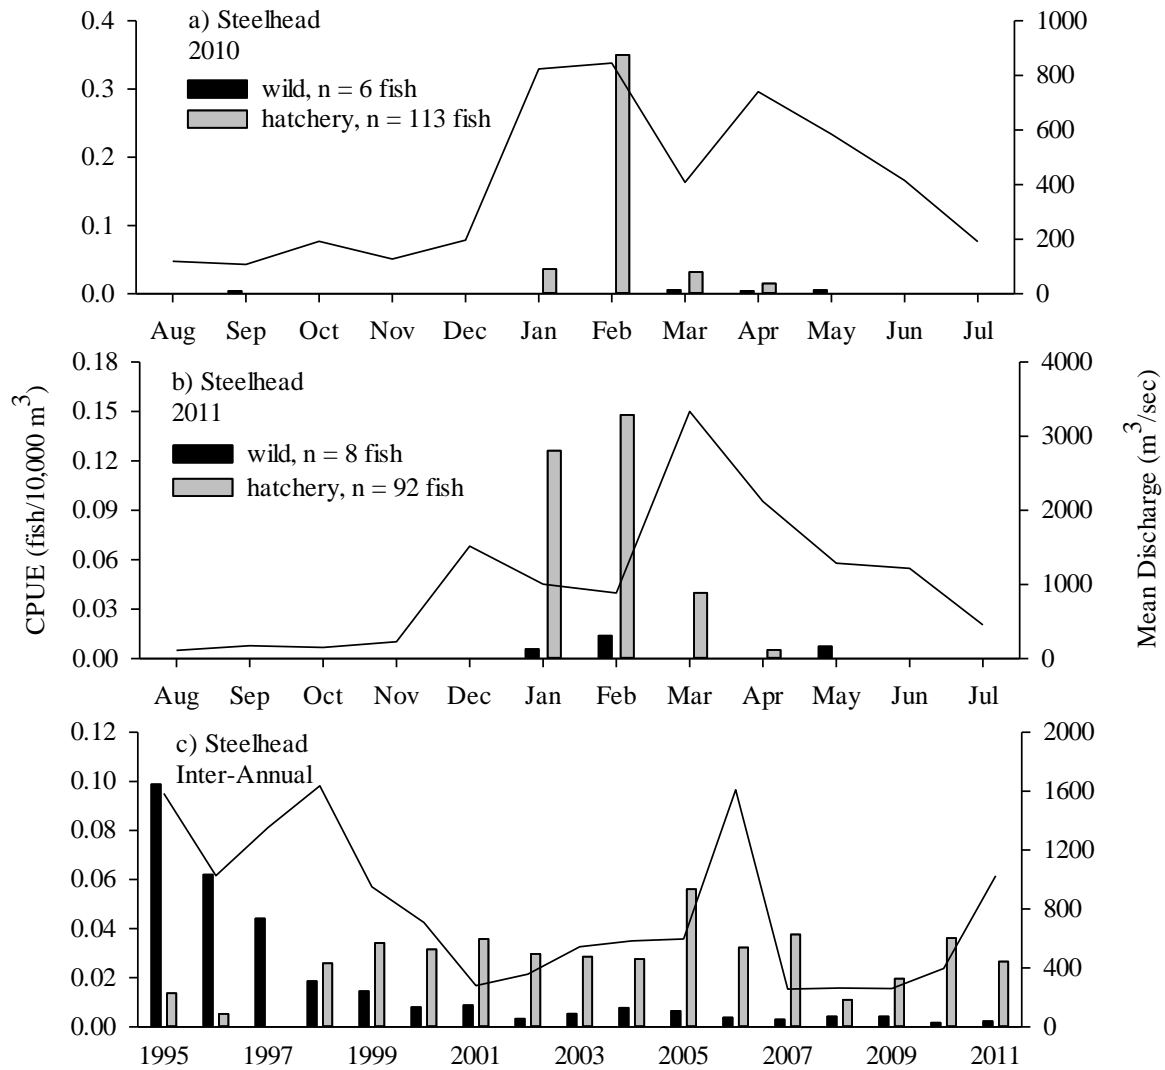 a) Steelhead
2010
wild, n = 6 fish
hatchery, n = 113 fish
0.4
0.3
0.2
0.1
0.0
1000
800
600
400
200
0
Aug Sep Oct Nov Dec Jan Feb Mar Apr May Jun Jul
b) Steelhead
2011
wild, n = 8 fish
hatchery, n = 92 fish
0.18
0.15
0.12
0.09
0.06
0.03
0.00
4000
3000
2000
1000
0
CPUE (fish/10,000 m³)
Mean Discharge (m³/sec)
Aug Sep Oct Nov Dec Jan Feb Mar Apr May Jun Jul
c) Steelhead
Inter-Annual
0.12
0.10
0.08
0.06
0.04
0.02
0.00
2000
1600
1200
800
400
0
1995 1997 1999 2001 2003 2005 2007 2009 2011